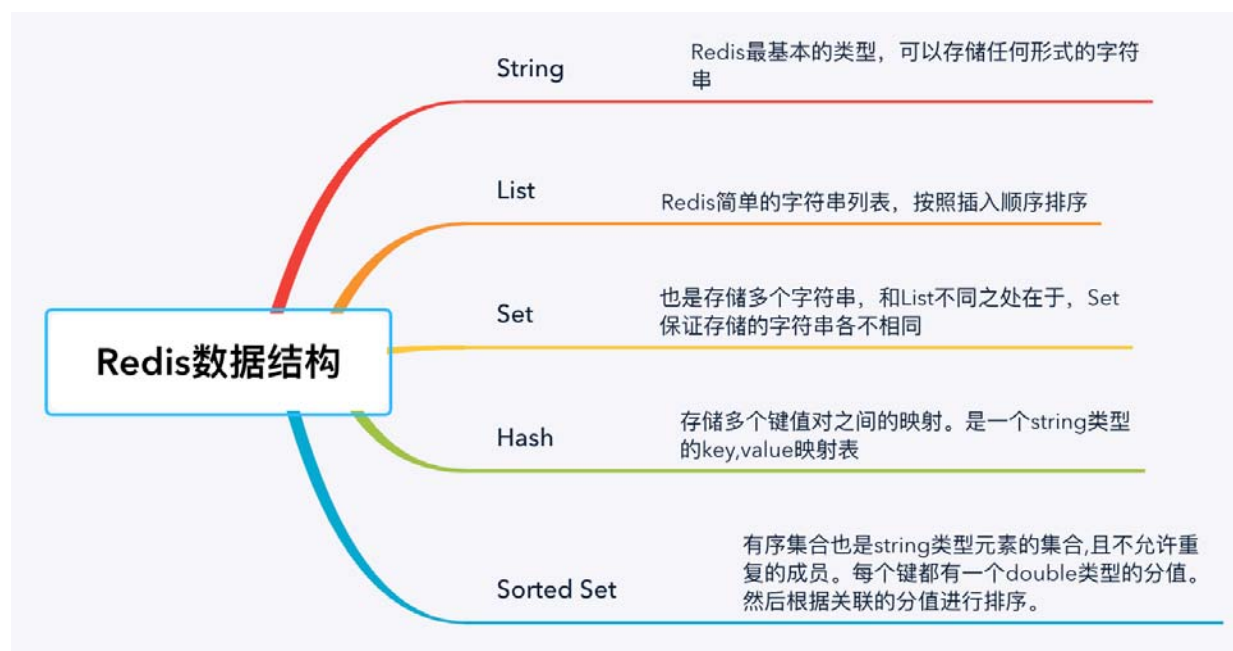 String
Redis最基本的类型，可以存储任何形式的字符
串
List
Redis简单的字符串列表，按照插入顺序排序
Redis数据结构
Set
也是存储多个字符串，和List不同之处在于，Set
保证存储的字符串各不相同
Hash
存储多个键值对之间的映射。是一个string类型
的key,value映射表
Sorted Set
有序集合也是string类型元素的集合,且不允许重
复的成员。每个键都有一个double类型的分值。
然后根据关联的分值进行排序。